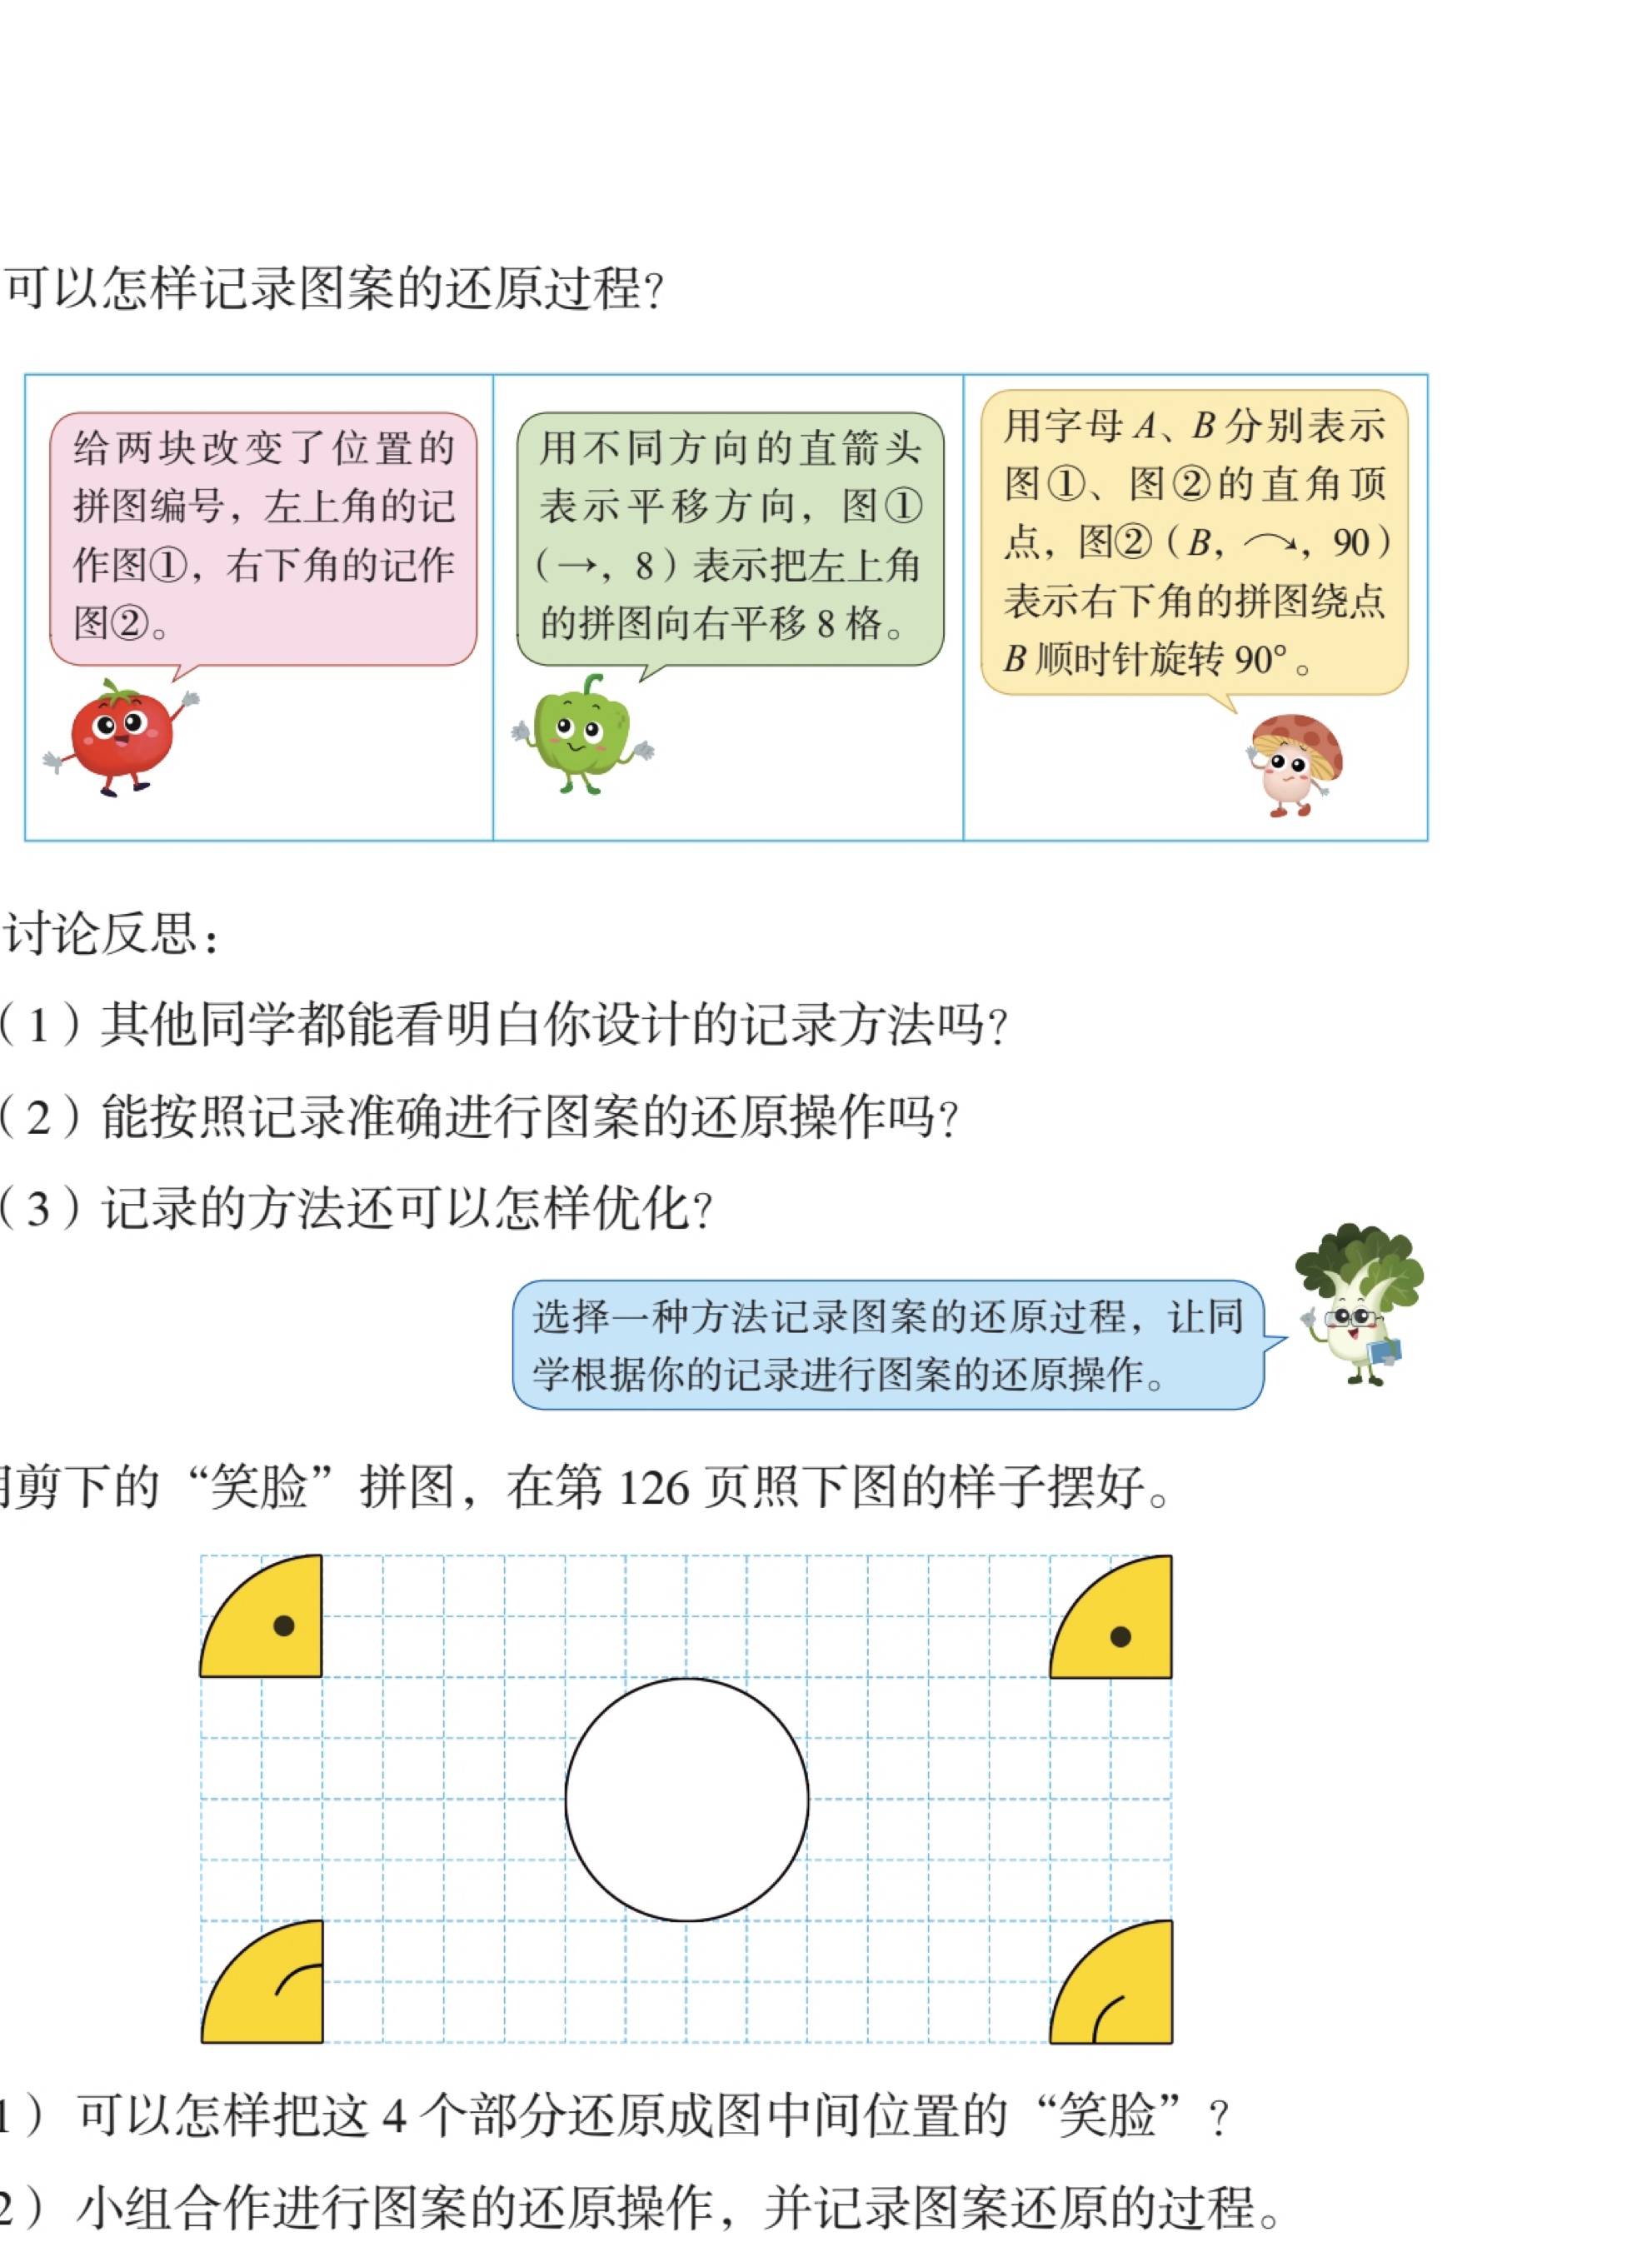 可以怎样记录图案的还原过程？
给两块改变了位置的
拼图编号，左上角的记
作图①，右下角的记作
图②。
用不同方向的直箭头
表示平移方向，图①
（→，8）表示把左上角
的拼图向右平移 8 格。
用字母 A、B 分别表示
图①、图②的直角顶
点，图②（B，⌒→，90）
表示右下角的拼图绕点
B 顺时针旋转 90°。
讨论反思：
（1）其他同学都能看明白你设计的记录方法吗？
（2）能按照记录准确进行图案的还原操作吗？
（3）记录的方法还可以怎样优化？
选择一种方法记录图案的还原过程，让同
学根据你的记录进行图案的还原操作。
剪下的“笑脸”拼图，在第 126 页照下图的样子摆好。
1） 可以怎样把这 4 个部分还原成图中间位置的“笑脸”？
2） 小组合作进行图案的还原操作，并记录图案还原的过程。